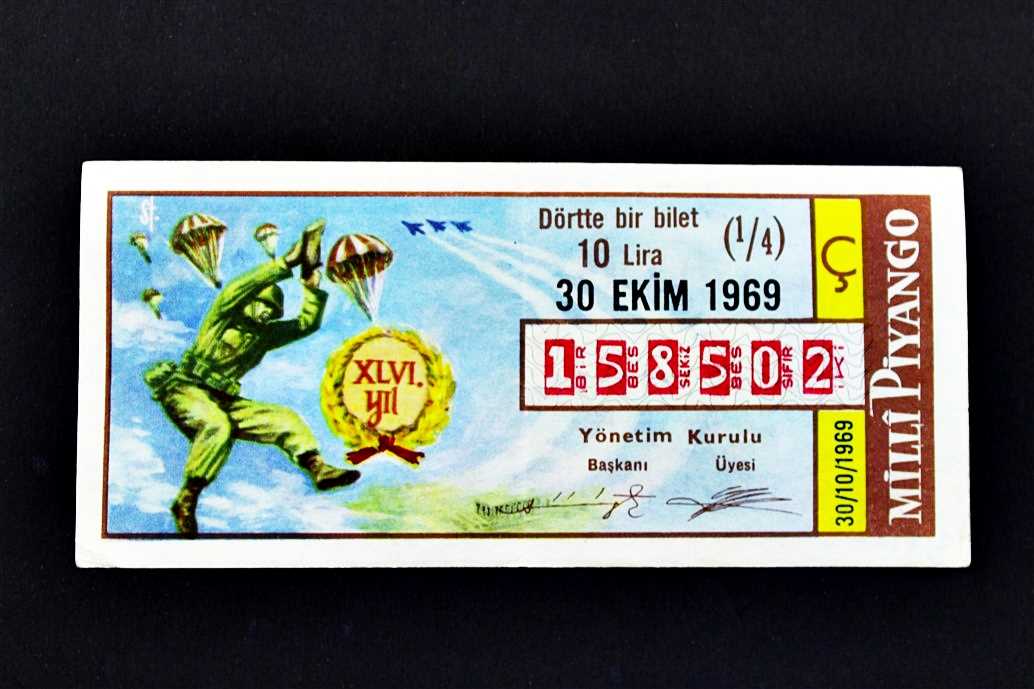 Şt.
XLVI.
yıl
Dörtte bir bilet
10 Lira
(1/4)
30 EKİM 1969
1 BİR 5 BEŞ 8 SEKİZ 5 BEŞ 0 SIFIR 2 İKİ
Yönetim Kurulu
Başkanı Üyesi
Ç
30/10/1969
MİLLÎ PİYANGO